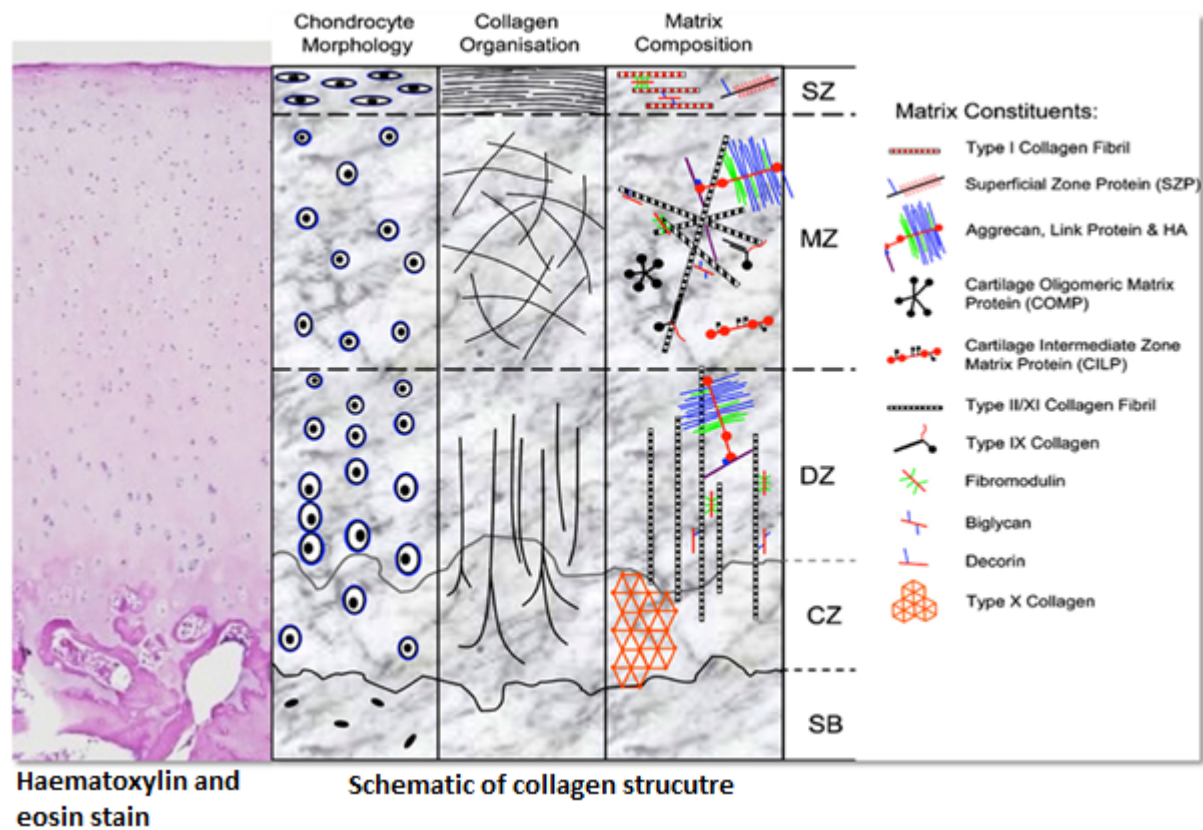 Chondrocyte
Morphology
Collagen
Organisation
Matrix
Composition
SZ
MZ
DZ
CZ
SB
Matrix Constituents:
Type I Collagen Fibril
Superficial Zone Protein (SZP)
Aggrecan, Link Protein & HA
Cartilage Oligomeric Matrix
Protein (COMP)
Cartilage Intermediate Zone
Matrix Protein (CILP)
Type II/XI Collagen Fibril
Type IX Collagen
Fibromodulin
Biglycan
Decorin
Type X Collagen
Haematoxylin and
eosin stain
Schematic of collagen strucutre